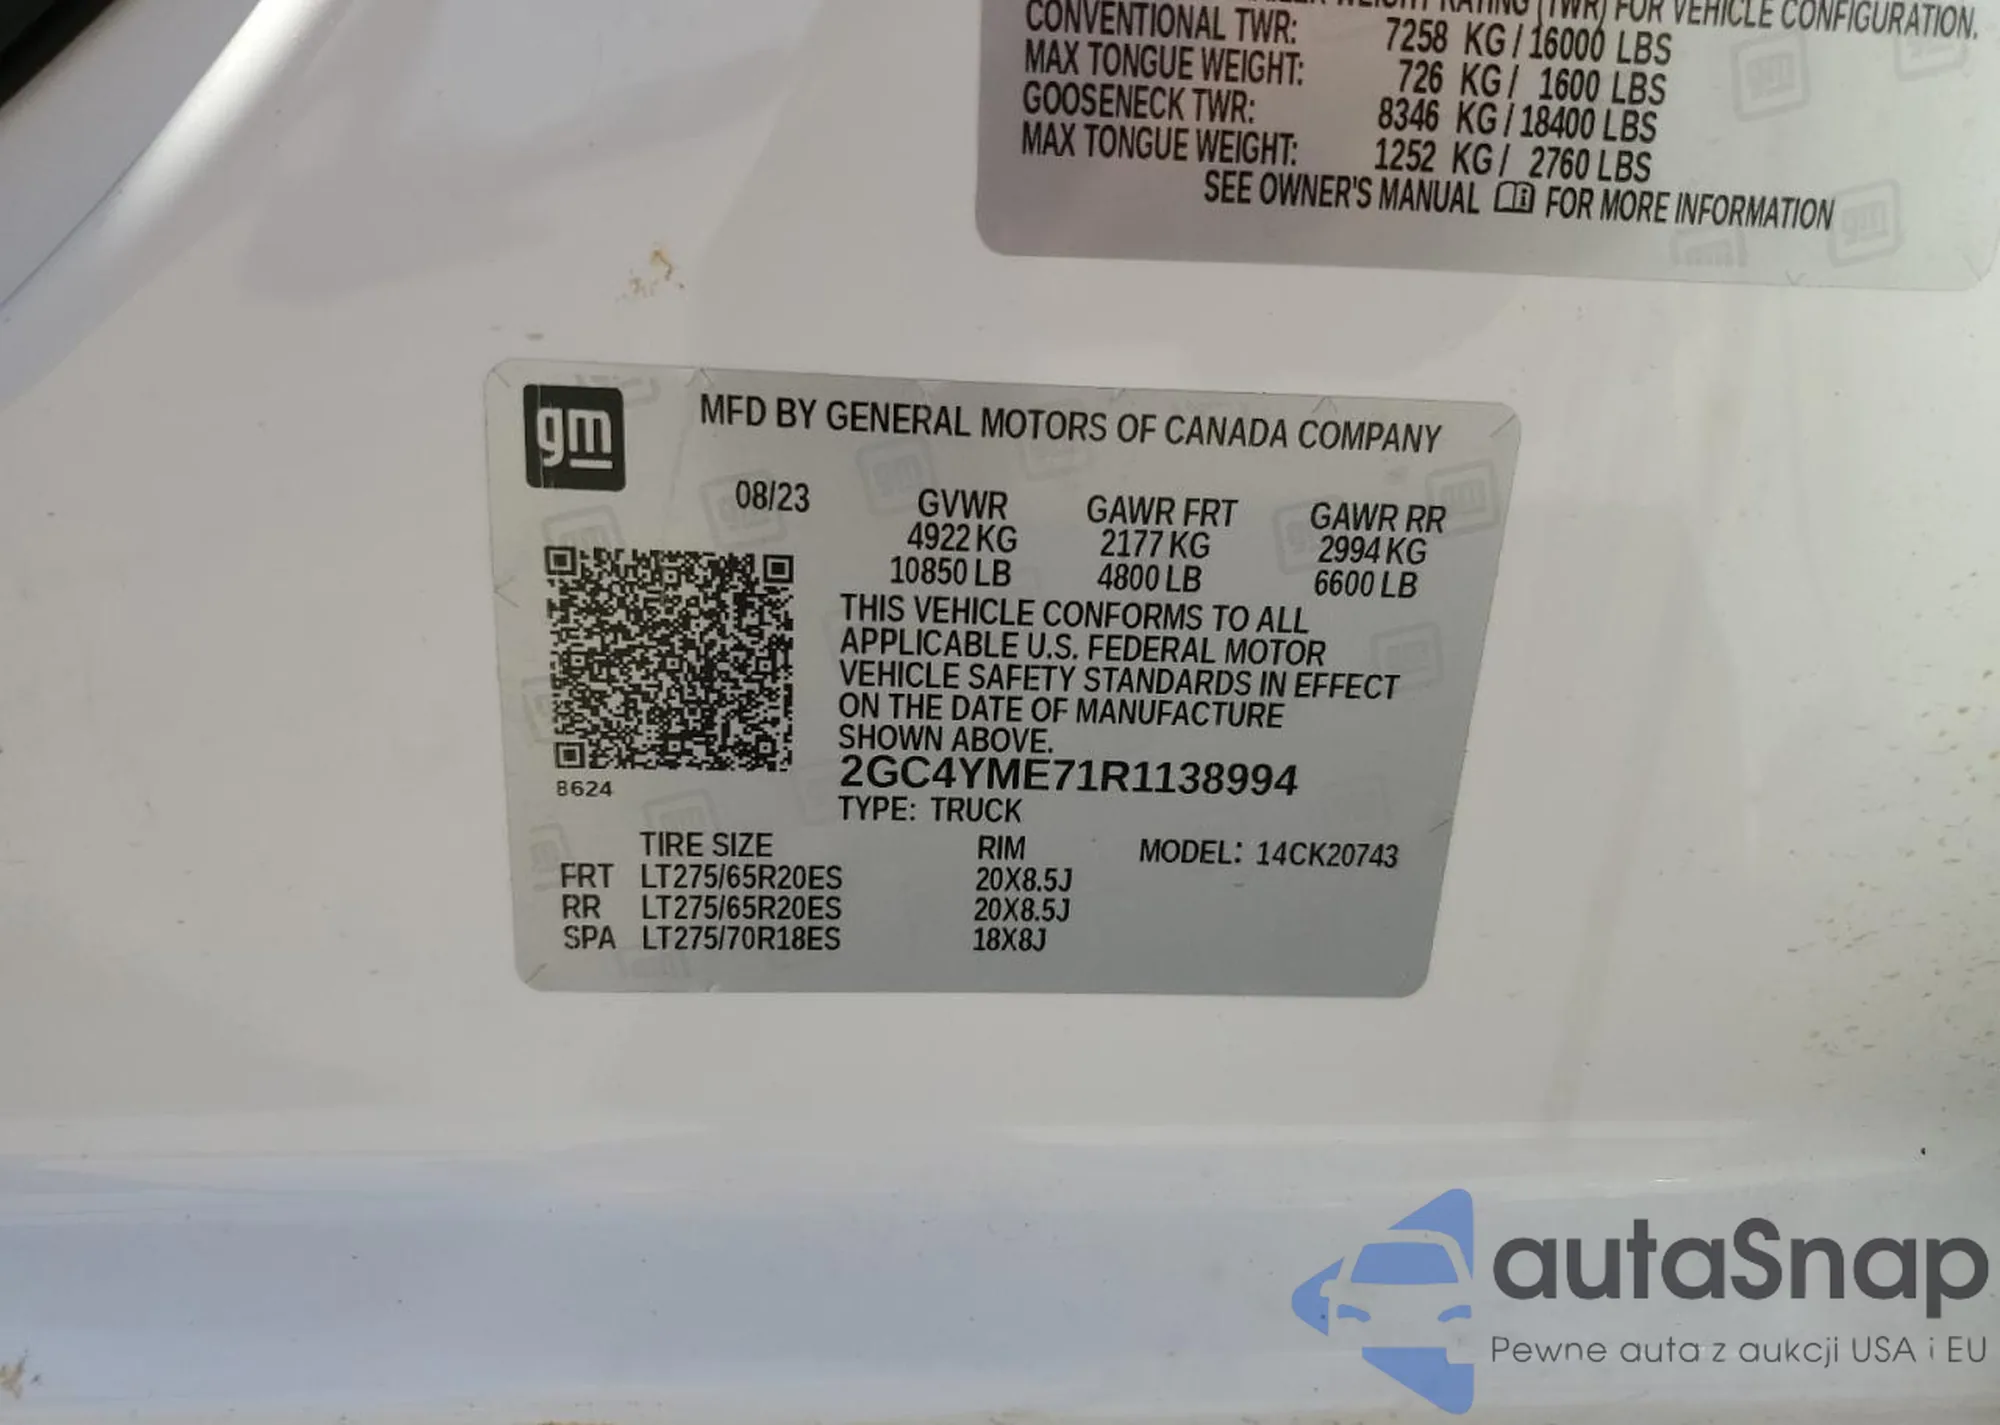 WEIGHT RATING (TWR) FOR VEHICLE CONFIGURATION.
CONVENTIONAL TWR: 7258 KG / 16000 LBS
MAX TONGUE WEIGHT: 726 KG / 1600 LBS
GOOSENECK TWR: 8346 KG / 18400 LBS
MAX TONGUE WEIGHT: 1252 KG / 2760 LBS
SEE OWNER'S MANUAL FOR MORE INFORMATION
gm
MFD BY GENERAL MOTORS OF CANADA COMPANY
08/23 GVWR GAWR FRT GAWR RR
4922 KG 2177 KG 2994 KG
10850 LB 4800 LB 6600 LB
THIS VEHICLE CONFORMS TO ALL
APPLICABLE U.S. FEDERAL MOTOR
VEHICLE SAFETY STANDARDS IN EFFECT
ON THE DATE OF MANUFACTURE
SHOWN ABOVE.
2GC4YME71R1138994
8624
TYPE: TRUCK
TIRE SIZE RIM MODEL: 14CK20743
FRT LT275/65R20ES 20X8.5J
RR LT275/65R20ES 20X8.5J
SPA LT275/70R18ES 18X8J
autaSnap
Pewne auta z aukcji USA i EU